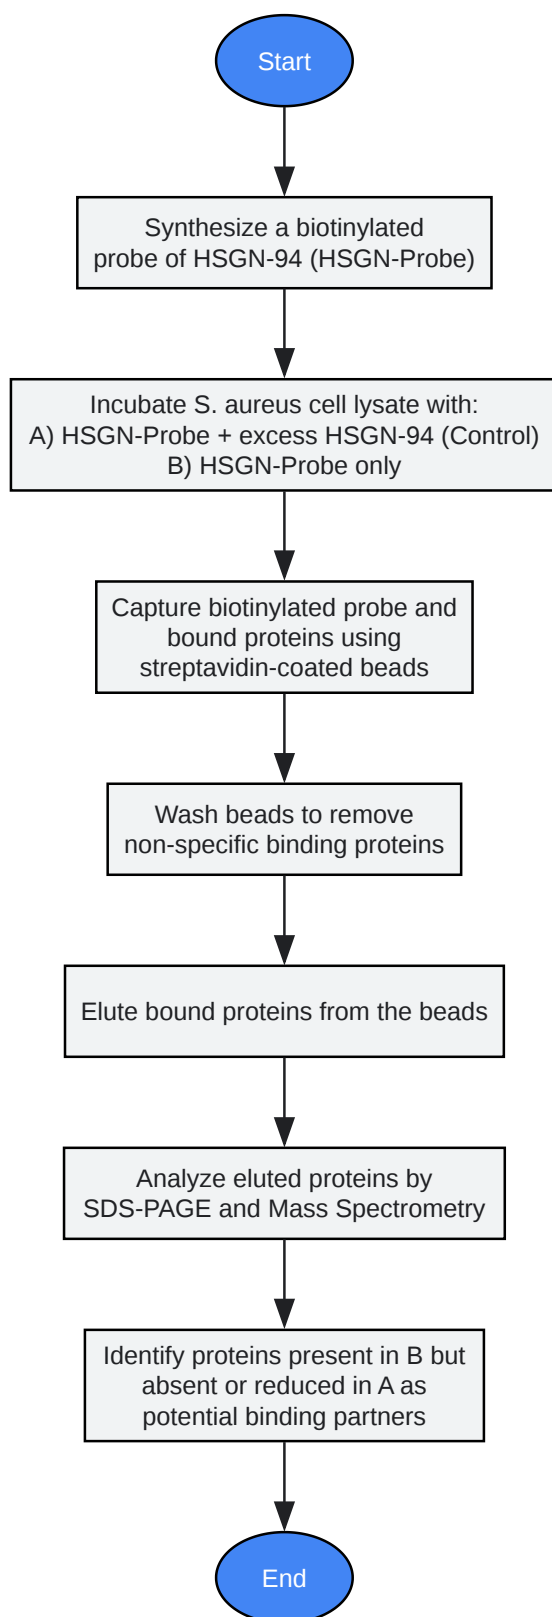 Start
Synthesize a biotinylated
probe of HSGN-94 (HSGN-Probe)
Incubate S. aureus cell lysate with:
A) HSGN-Probe + excess HSGN-94 (Control)
B) HSGN-Probe only
Capture biotinylated probe and
bound proteins using
streptavidin-coated beads
Wash beads to remove
non-specific binding proteins
Elute bound proteins from the beads
Analyze eluted proteins by
SDS-PAGE and Mass Spectrometry
Identify proteins present in B but
absent or reduced in A as
potential binding partners
End